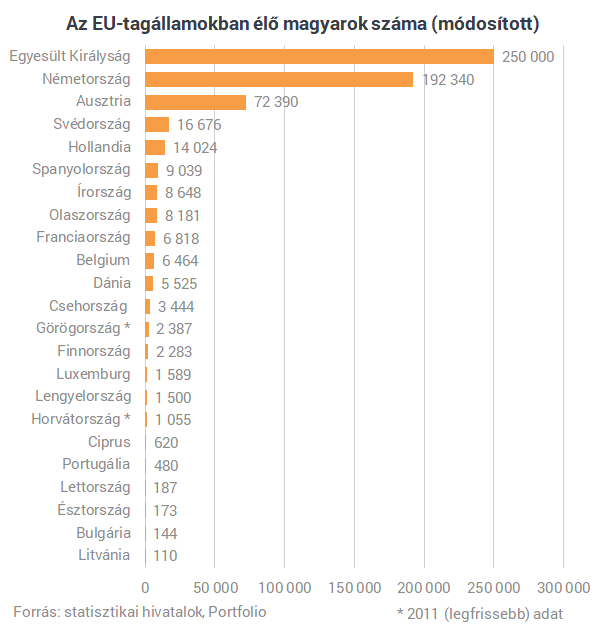 Az EU-tagállamokban élő magyarok száma (módosított)
Egyesült Királyság 250 000
Németország 192 340
Ausztria 72 390
Svédország 16 676
Hollandia 14 024
Spanyolország 9 039
Írország 8 648
Olaszország 8 181
Franciaország 6 818
Belgium 6 464
Dánia 5 525
Csehország 3 444
Görögország * 2 387
Finnország 2 283
Luxemburg 1 589
Lengyelország 1 500
Horvátország * 1 055
Ciprus 620
Portugália 480
Lettország 187
Észtország 173
Bulgária 144
Litvánia 110
0 50 000 100 000 150 000 200 000 250 000 300 000
Forrás: statisztikai hivatalok, Portfolio * 2011 (legfrissebb) adat